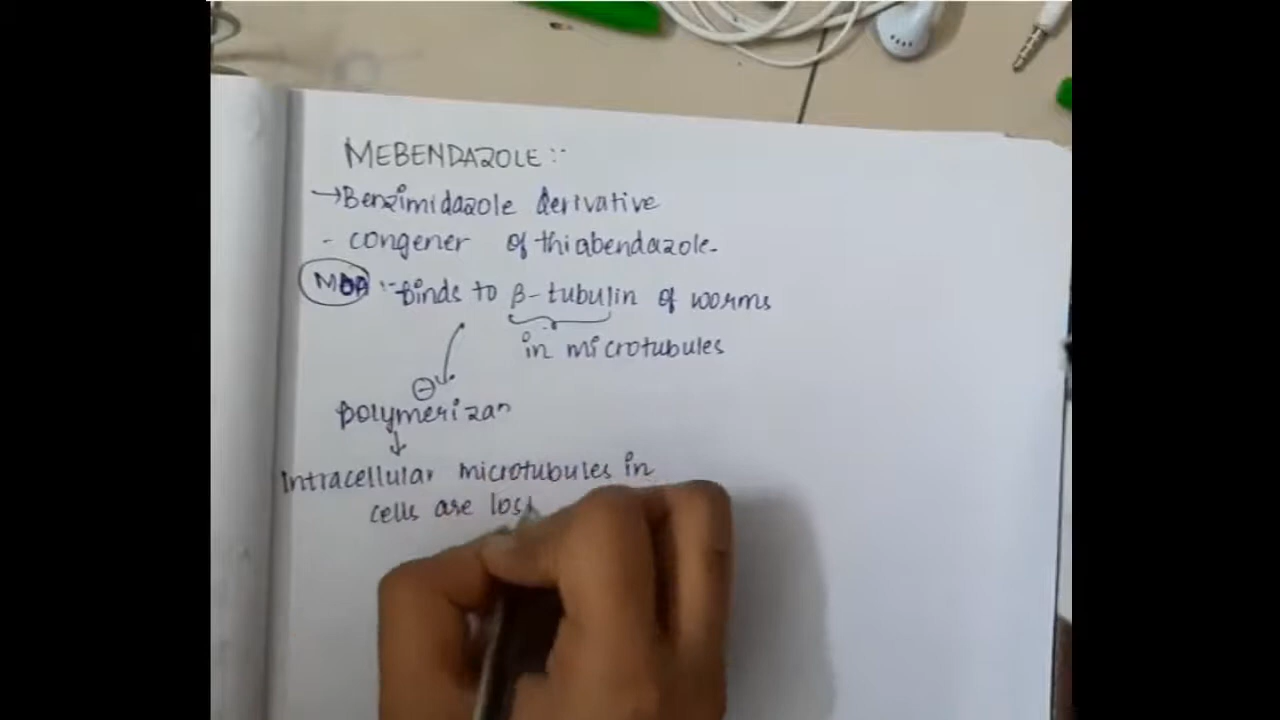 MEBENDAZOLE :-
→ Benzimidazole derivative
- congener of thiabendazole.
MOA :- Binds to β-tubulin of worms
in microtubules
⊖
polymerizan
↓
Intracellular microtubules in
cells are lost